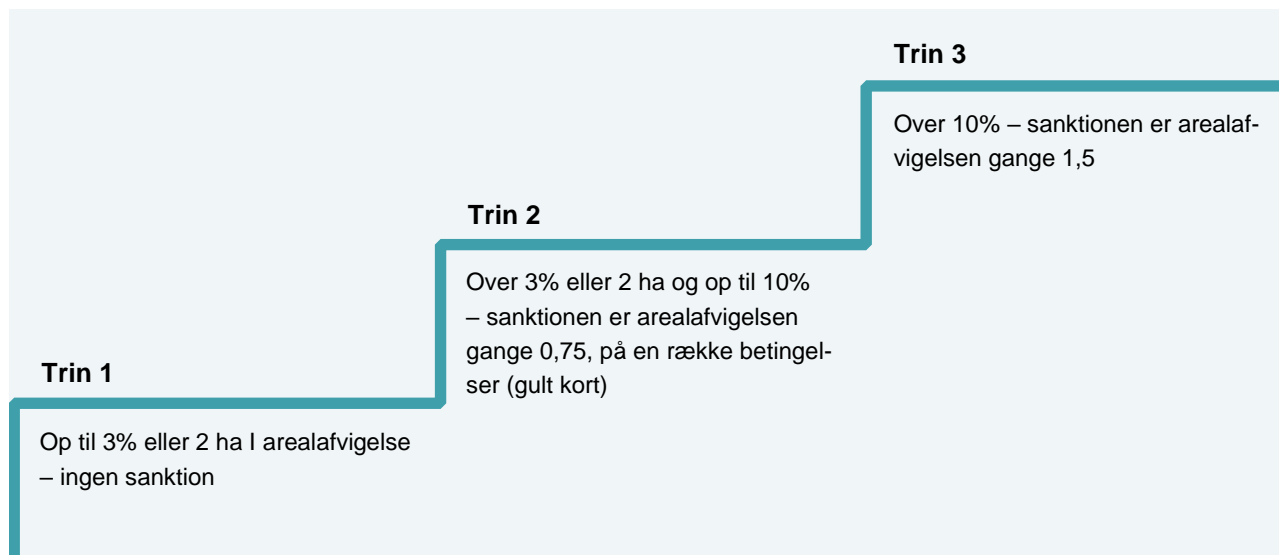 Trin 1
Op til 3% eller 2 ha I arealafvigelse
– ingen sanktion
Trin 2
Over 3% eller 2 ha og op til 10%
– sanktionen er arealafvigelsen
gange 0,75, på en række betingel-
ser (gult kort)
Trin 3
Over 10% – sanktionen er arealaf-
vigelsen gange 1,5